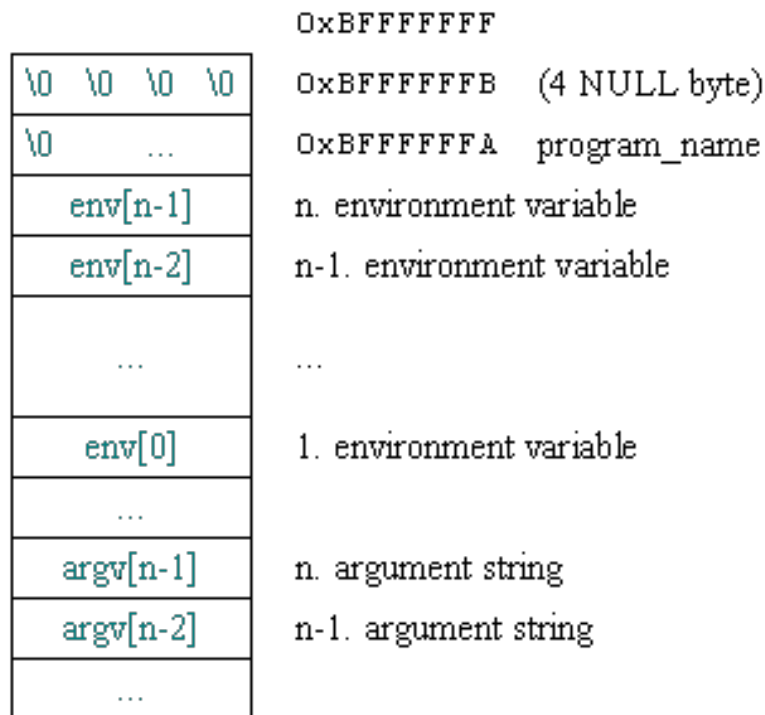 0xBFFFFFFF
\0 \0 \0 \0 0xBFFFFFFB (4 NULL byte)
\0 ... 0xBFFFFFFA program_name
env[n-1] n. environment variable
env[n-2] n-1. environment variable
... ...
env[0] 1. environment variable
...
argv[n-1] n. argument string
argv[n-2] n-1. argument string
...